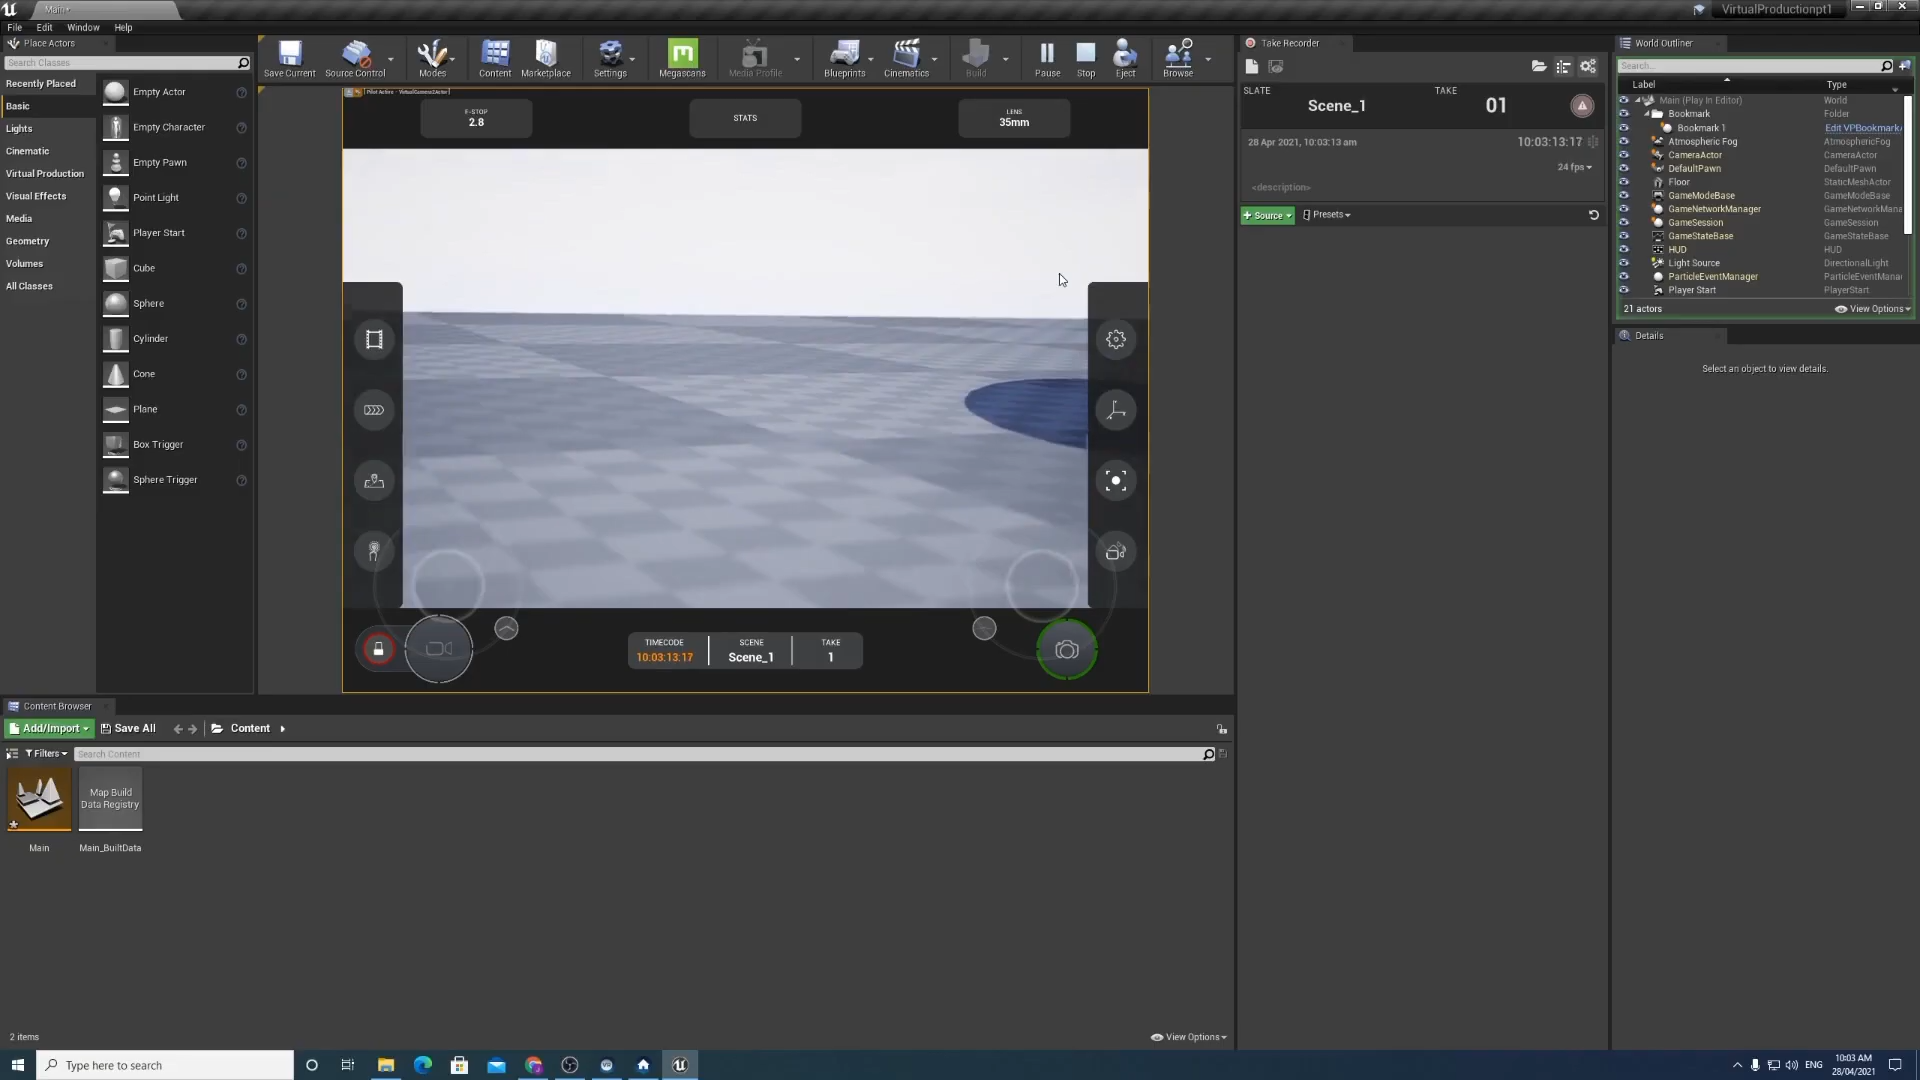 Main*
VirtualProductionpt1
File Edit Window Help
Place Actors
Search Classes
Recently Placed
Basic
Lights
Cinematic
Virtual Production
Visual Effects
Media
Geometry
Volumes
All Classes
Empty Actor
Empty Character
Empty Pawn
Point Light
Player Start
Cube
Sphere
Cylinder
Cone
Plane
Box Trigger
Sphere Trigger
Save Current
Source Control
Modes
Content
Marketplace
Settings
Megascans
Media Profile
Blueprints
Cinematics
Build
Pause
Stop
Eject
Browse
F-STOP
2.8
STATS
LENS
35mm
TIMECODE
10:03:13:17
SCENE
Scene_1
TAKE
1
Take Recorder
SLATE
Scene_1
TAKE
01
28 Apr 2021, 10:03:13 am
10:03:13:17
24 fps
<description>
+ Source
Presets
World Outliner
Search...
Label Type
Main (Play In Editor) World
Bookmark Folder
Bookmark 1 Edit VPBookmark
Atmospheric Fog AtmosphericFog
CameraActor CameraActor
DefaultPawn DefaultPawn
Floor StaticMeshActor
GameModeBase GameModeBase
GameNetworkManager GameNetworkMana
GameSession GameSession
GameStateBase GameStateBase
HUD HUD
Light Source DirectionalLight
ParticleEventManager ParticleEventMana
Player Start PlayerStart
21 actors
View Options
Details
Select an object to view details.
Content Browser
Add/Import
Save All
Content
Filters
Search Content
Map Build
Data Registry
Main
Main_BuiltData
2 items
View Options
Type here to search
ENG
10:03 AM
28/04/2021